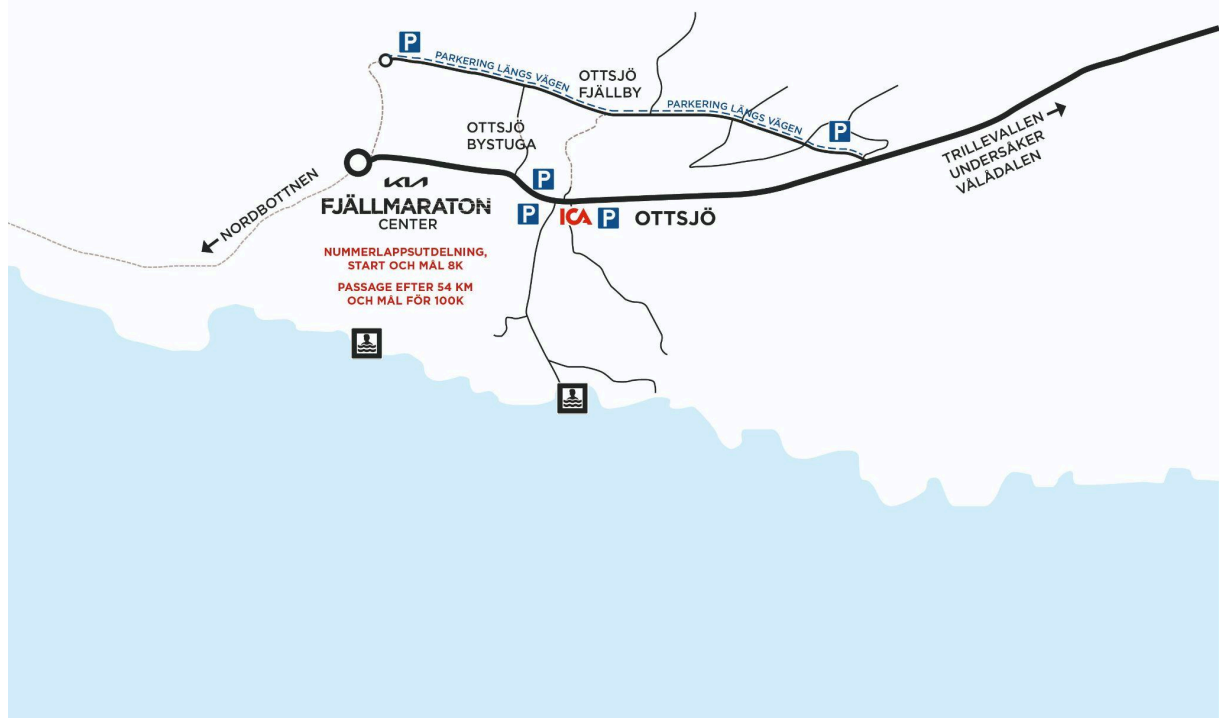 P
PARKERING LÄNGS VÄGEN
OTTSJÖ
FJÄLLBY
PARKERING LÄNGS VÄGEN
P
OTTSJÖ
BYSTUGA
TRILLEVALLEN
UNDERSÅKER
VÅLÅDALEN
NORDBOTTNEN
KIA
FJÄLLMARATON
CENTER
P
P
ICA P OTTSJÖ
NUMMERLAPPSUTDELNING,
START OCH MÅL 8K
PASSAGE EFTER 54 KM
OCH MÅL FÖR 100K